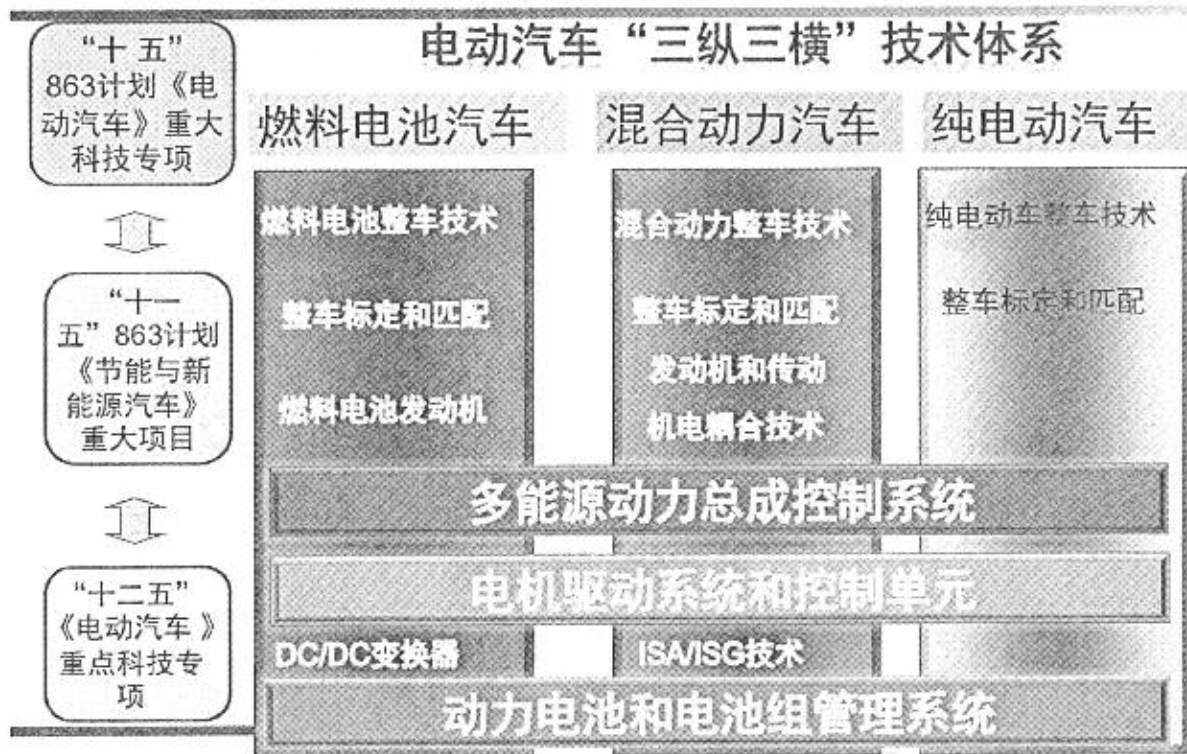 电动汽车“三纵三横”技术体系
“十 五”
863计划《电
动汽车》重大
科技专项
“十一
五”863计划
《节能与新
能源汽车》
重大项目
“十二五”
《电动汽车 》
重点科技专
项
燃料电池汽车
燃料电池整车技术
整车标定和匹配
燃料电池发动机
混合动力汽车
混合动力整车技术
整车标定和匹配
发动机和传动
机电耦合技术
纯电动汽车
纯电动车整车技术
整车标定和匹配
多能源动力总成控制系统
电机驱动系统和控制单元
DC/DC变换器
ISA/ISG技术
动力电池和电池组管理系统